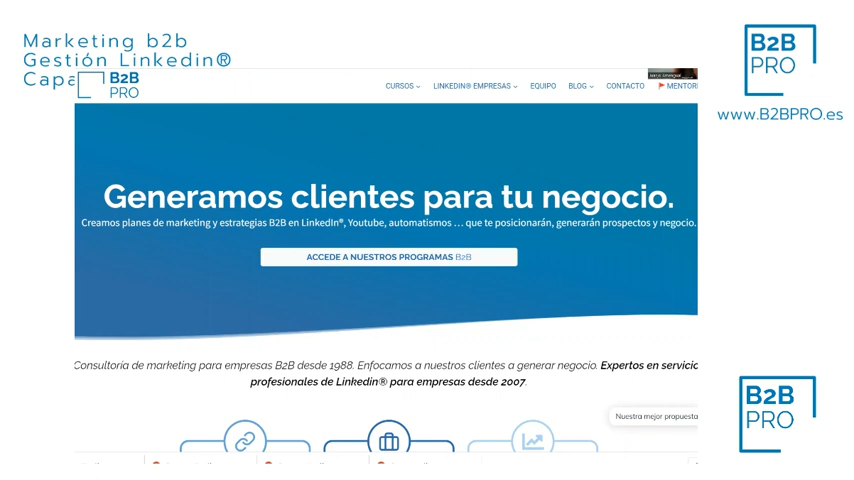 Marketing b2b
Gestión Linkedin®
Capa
B2B
PRO
B2B
PRO
www.B2BPRO.es
CURSOS LINKEDIN® EMPRESAS EQUIPO BLOG CONTACTO MENTOR
Generamos clientes para tu negocio.
Creamos planes de marketing y estrategias B2B en LinkedIn®, Youtube, automatismos ... que te posicionarán, generarán prospectos y negocio.
ACCEDE A NUESTROS PROGRAMAS B2B
Consultoría de marketing para empresas B2B desde 1988. Enfocamos a nuestros clientes a generar negocio. Expertos en servicio
profesionales de Linkedin® para empresas desde 2007.
Nuestra mejor propuesta
B2B
PRO